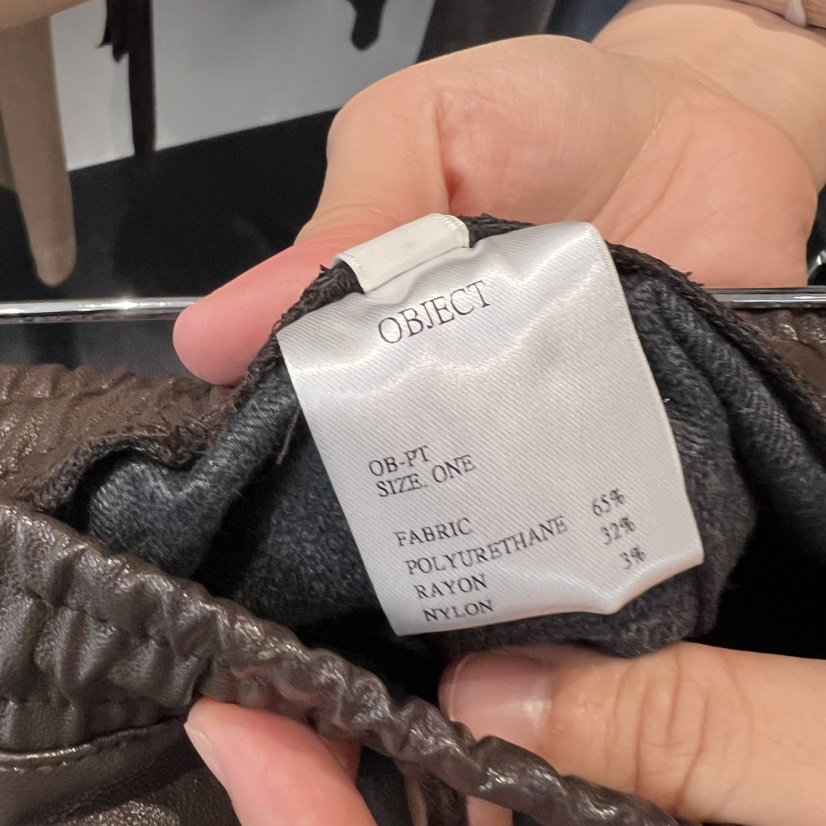 OBJECT
OB-PT
SIZE. ONE
FABRIC
POLYURETHANE 65%
RAYON 32%
NYLON 3%